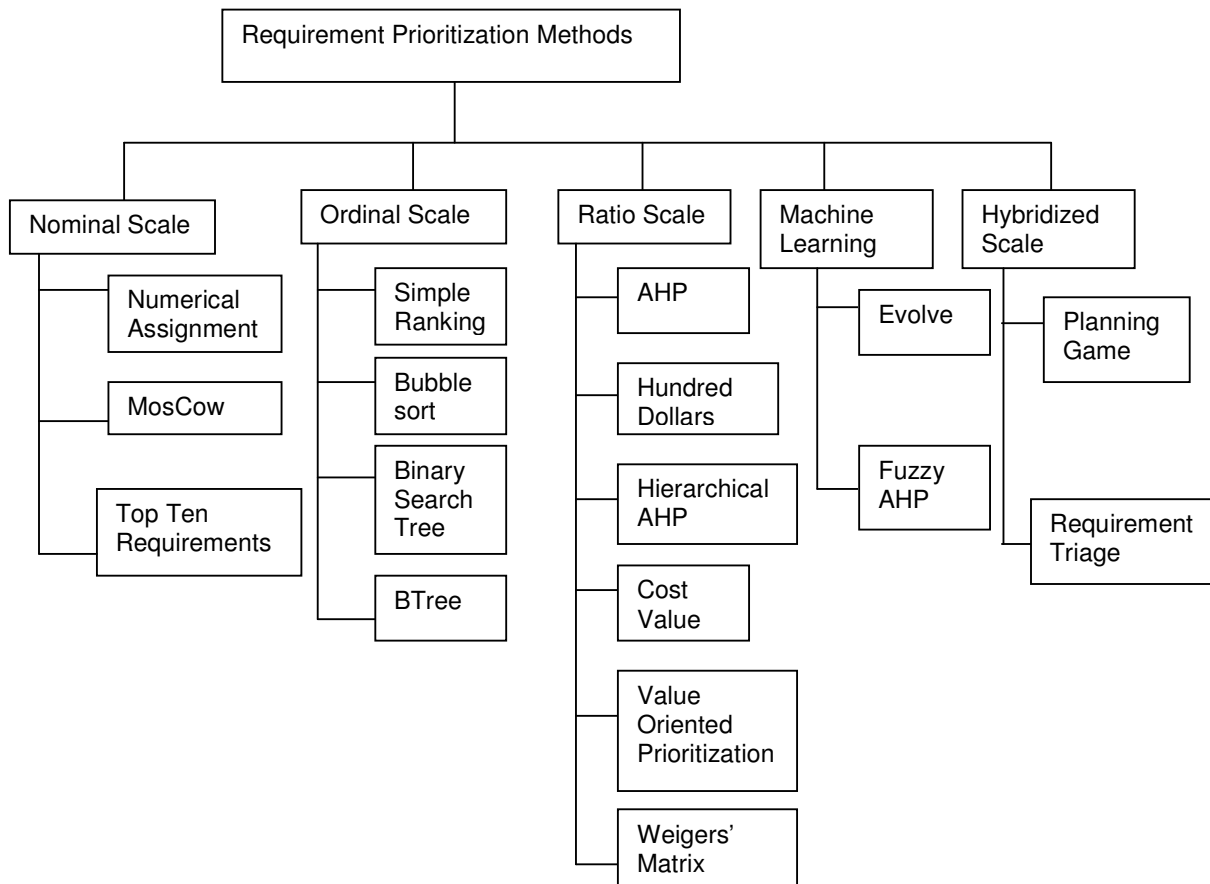 Requirement Prioritization Methods
Nominal Scale
Numerical
Assignment
MosCow
Top Ten
Requirements
Ordinal Scale
Simple
Ranking
Bubble
sort
Binary
Search
Tree
BTree
Ratio Scale
AHP
Hundred
Dollars
Hierarchical
AHP
Cost
Value
Value
Oriented
Prioritization
Weigers’
Matrix
Machine
Learning
Evolve
Fuzzy
AHP
Hybridized
Scale
Planning
Game
Requirement
Triage